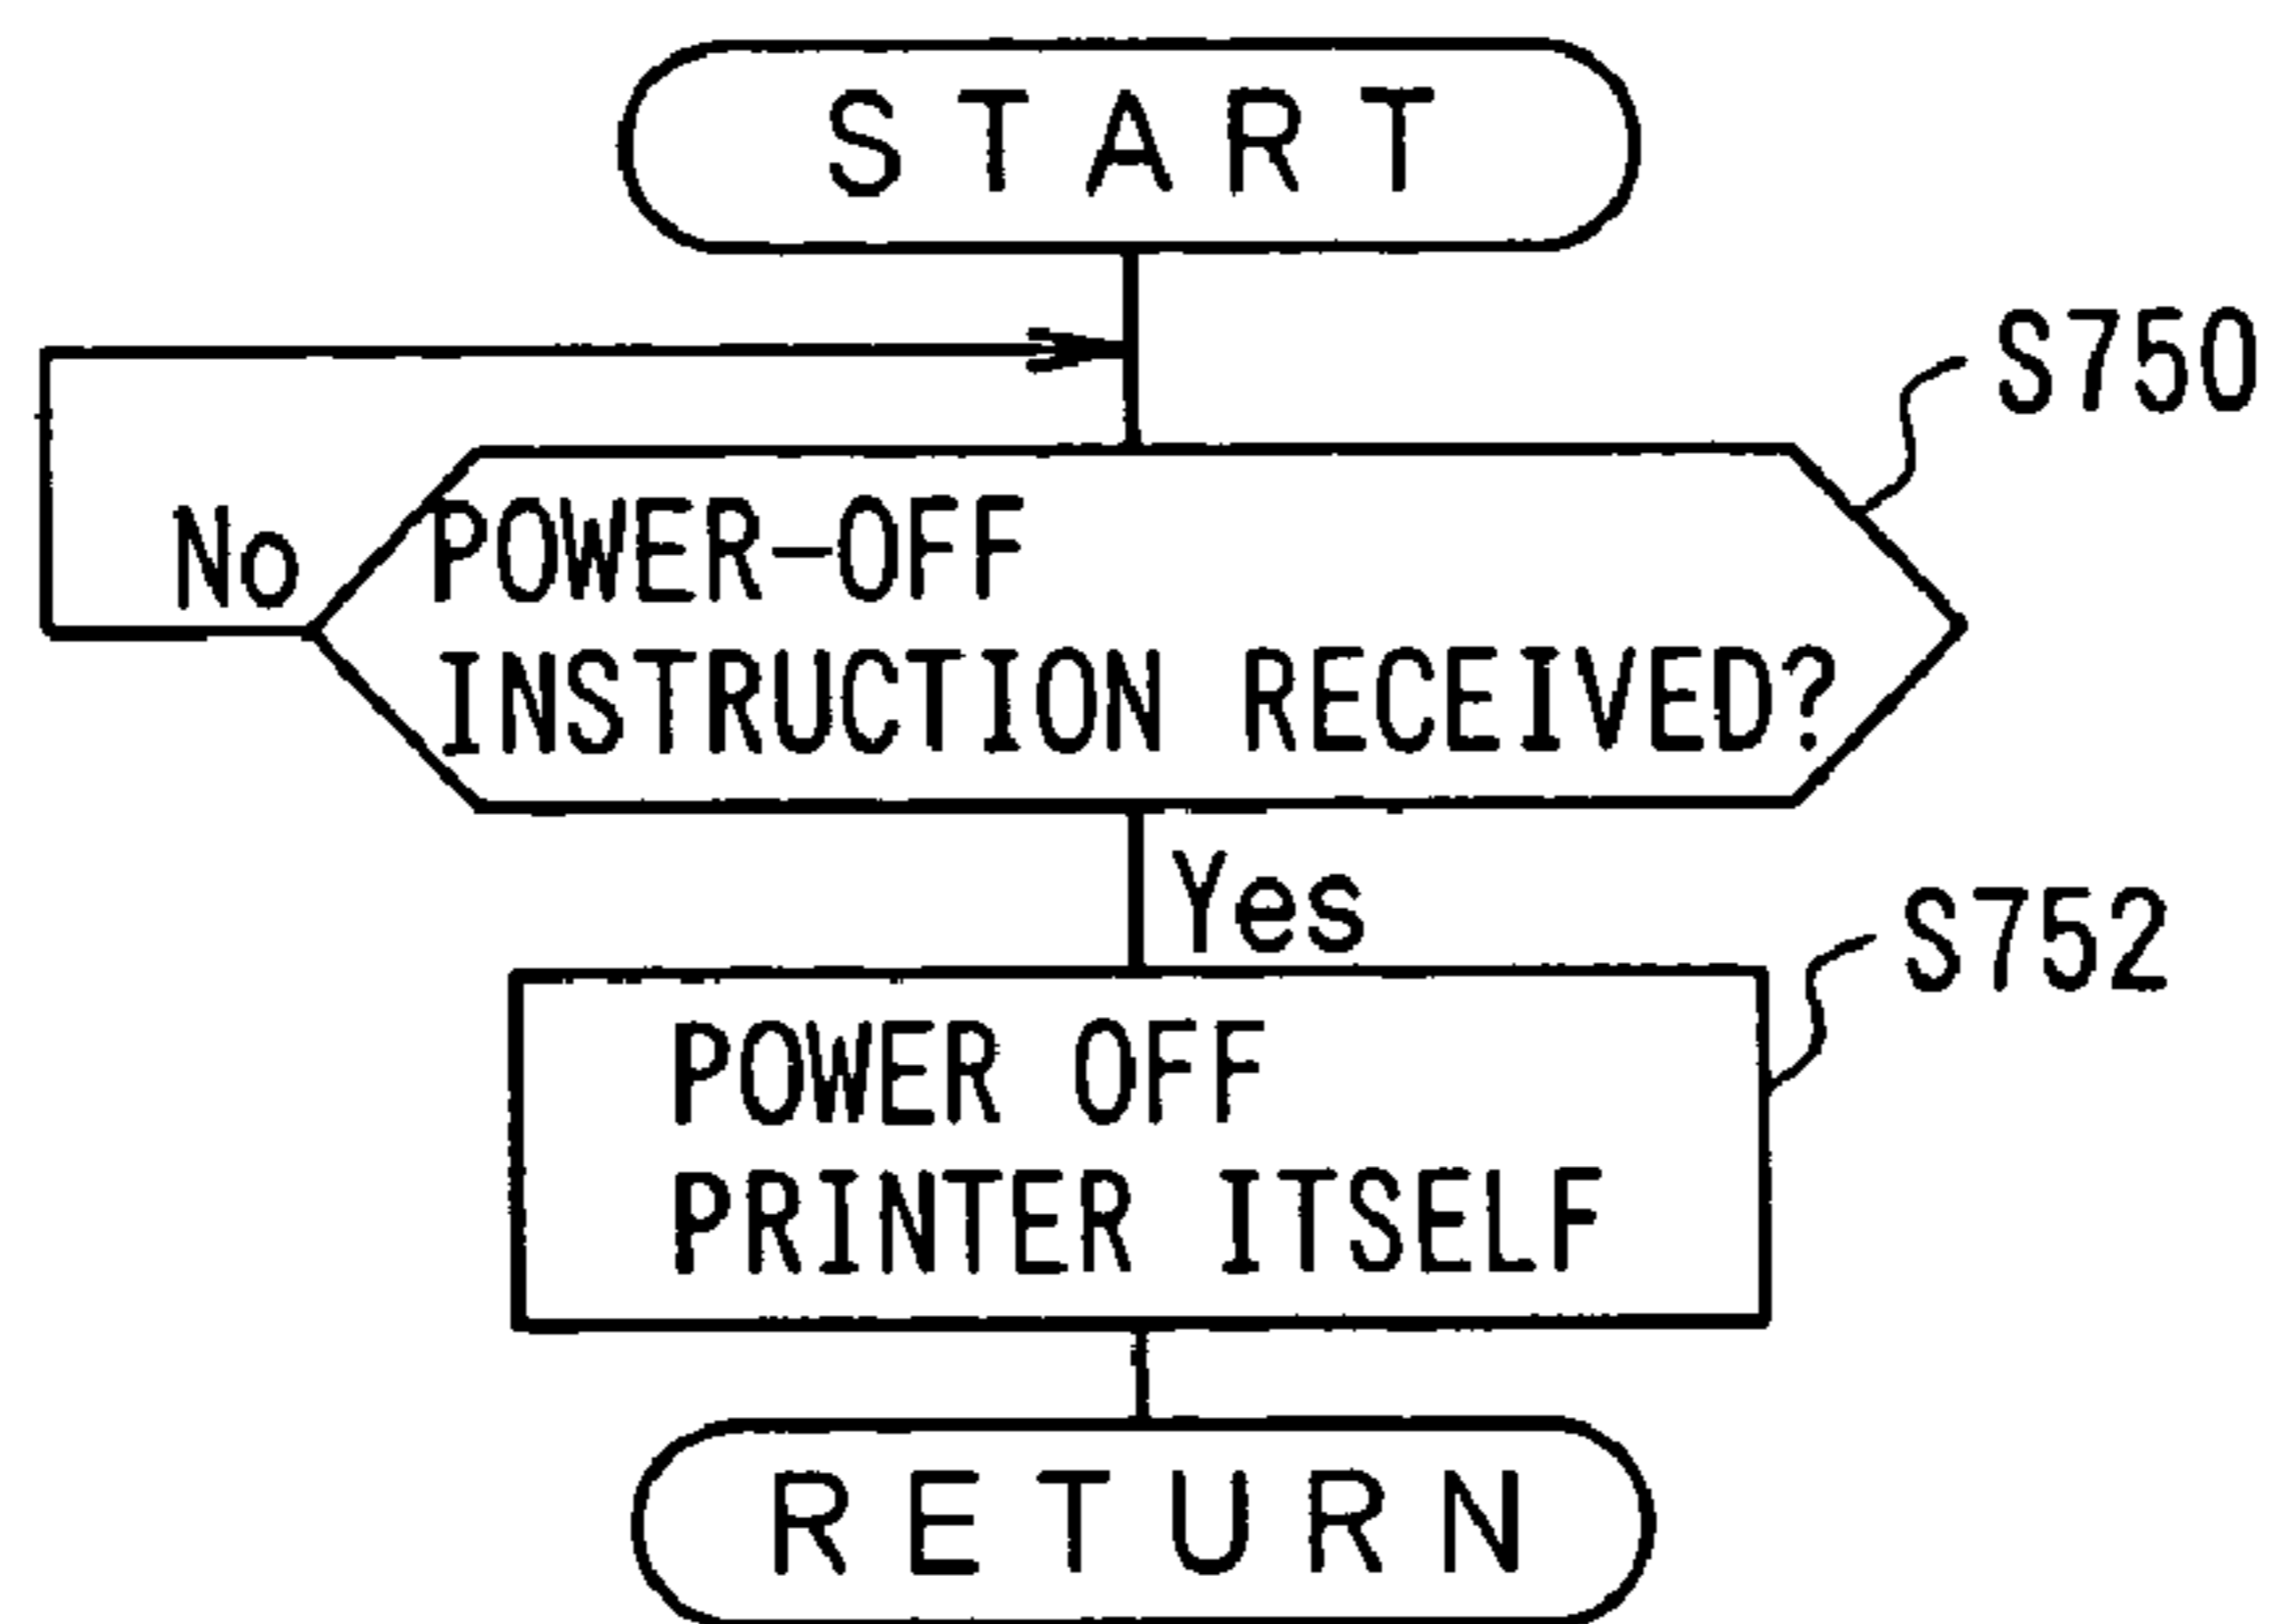 START
S750
No
POWER-OFF
INSTRUCTION RECEIVED?
Yes
S752
POWER OFF
PRINTER ITSELF
RETURN